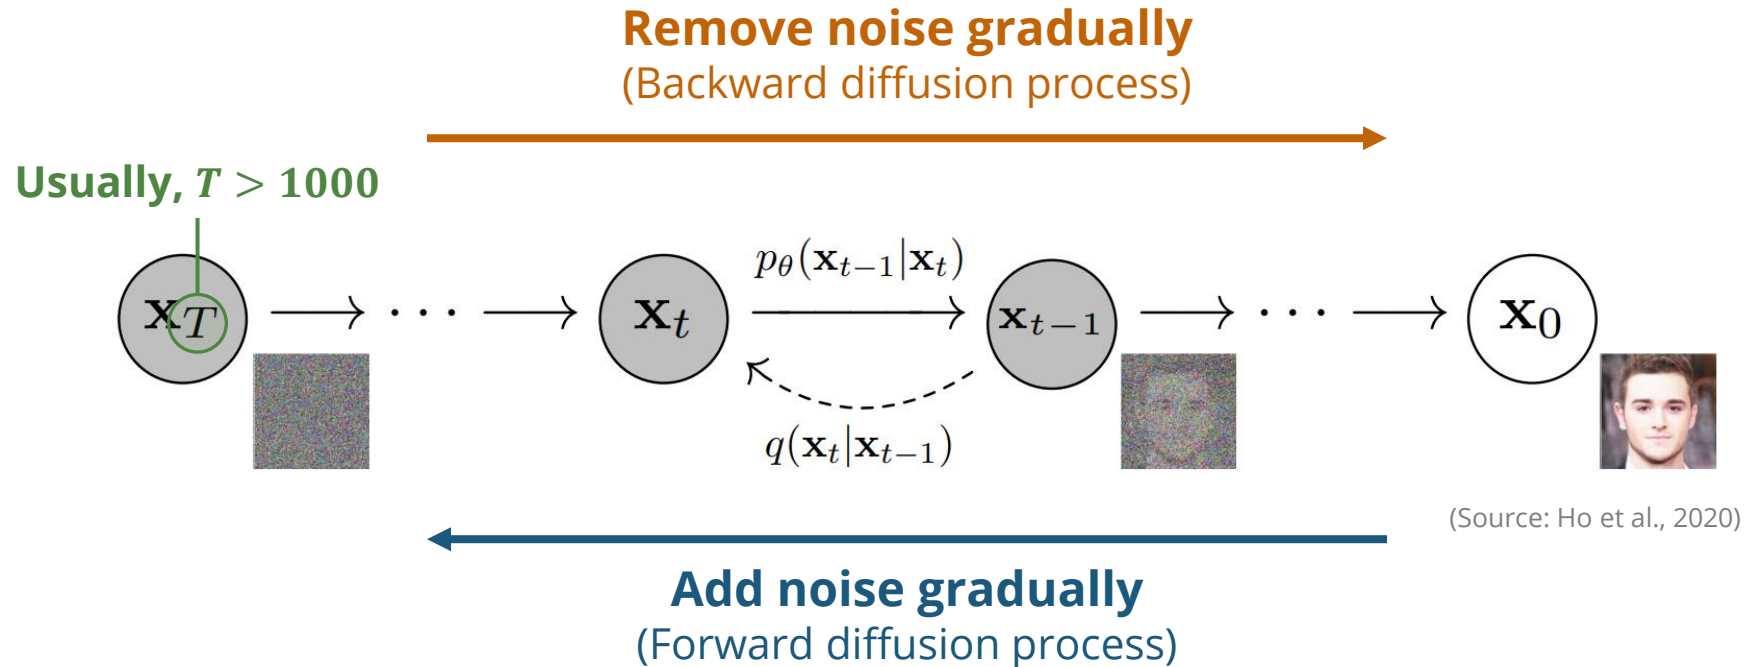 Remove noise gradually
(Backward diffusion process)
Usually, T > 1000
x_T → ⋯ → x_t
p_θ(x_{t−1}|x_t)
x_{t−1} → ⋯ → x_0
q(x_t|x_{t−1})
(Source: Ho et al., 2020)
Add noise gradually
(Forward diffusion process)